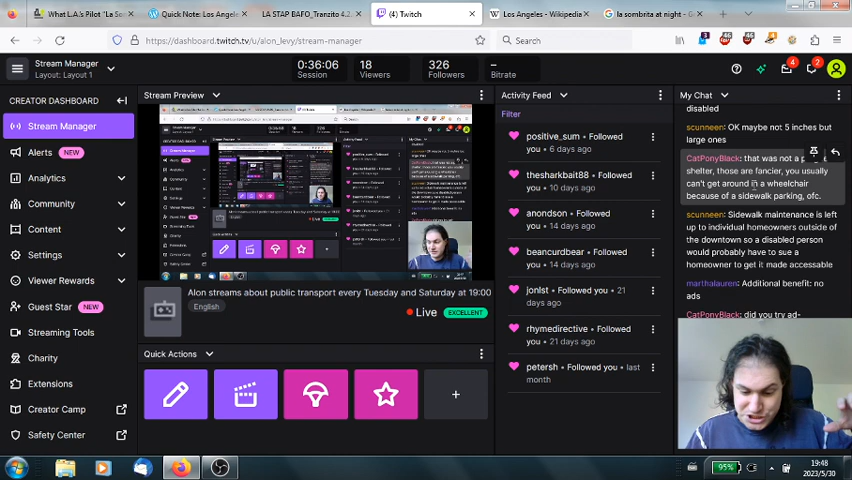 What L.A.'s Pilot "La So
Quick Note: Los Angeles
LA STAP BAFO_Tranzito 4.2.
(4) Twitch
Los Angeles - Wikipedia
la sombrita at night - G
https://dashboard.twitch.tv/u/alon_levy/stream-manager
Search
Stream Manager
Layout: Layout 1
0:36:06
Session
18
Viewers
326
Followers
–
Bitrate
4
2
CREATOR DASHBOARD
Stream Manager
Alerts NEW
Analytics
Community
Content
Settings
Viewer Rewards
Guest Star NEW
Streaming Tools
Charity
Extensions
Creator Camp
Safety Center
Stream Preview
Alon streams about public transport every Tuesday and Saturday at 19:00
English
Live EXCELLENT
Quick Actions
Activity Feed
Filter
positive_sum • Followed
you • 6 days ago
thesharkbait88 • Followed
you • 10 days ago
anondson • Followed
you • 14 days ago
beancurdbear • Followed
you • 14 days ago
jonlst • Followed you • 21
days ago
rhymedirective • Followed
you • 21 days ago
petersh • Followed you • last
month
My Chat
disabled
scunneen: OK maybe not 5 inches but
large ones
CatPonyBlack: that was not a
shelter, those are fancier, you usually
can't get around in a wheelchair
because of a sidewalk parking, ofc.
scunneen: Sidewalk maintenance is left
up to individual homeowners outside of
the downtown so a disabled person
would probably have to sue a
homeowner to get it made accessable
marthalauren: Additional benefit: no
ads
CatPonyBlack: did you try ad-
95%
19:48
2023/5/30